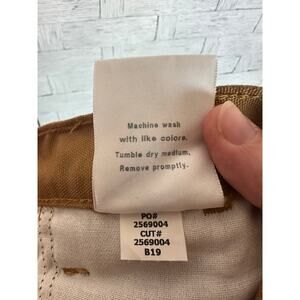 Machine wash
with like colors.
Tumble dry medium.
Remove promptly.
PO#
2569004
CUT#
2569004
B19